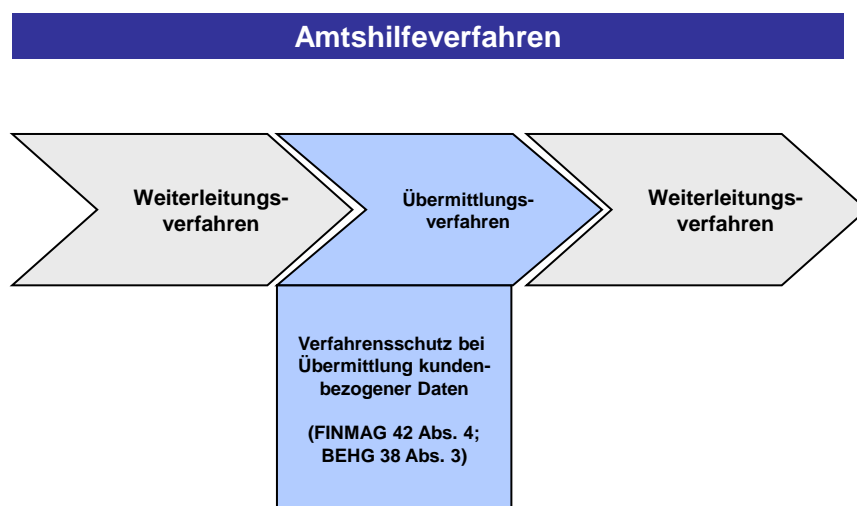 Amtshilfeverfahren
Weiterleitungs-
verfahren
Übermittlungs-
verfahren
Weiterleitungs-
verfahren
Verfahrensschutz bei
Übermittlung kunden-
bezogener Daten
(FINMAG 42 Abs. 4;
BEHG 38 Abs. 3)